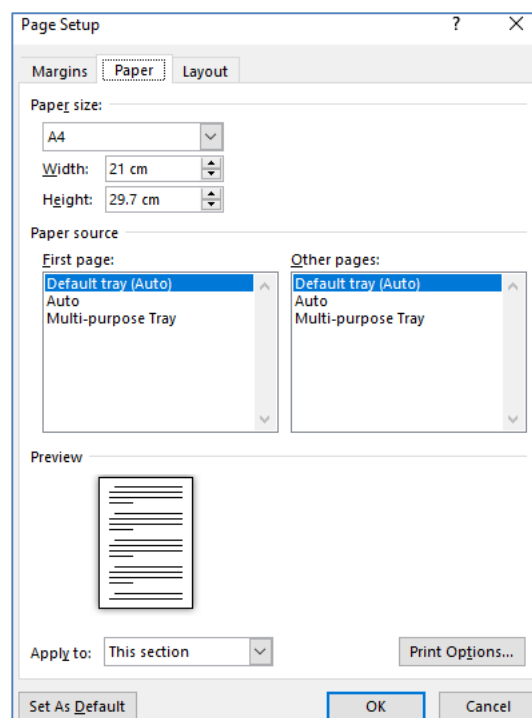 Page Setup ? ×
Margins Paper Layout
Paper size:
A4
Width: 21 cm
Height: 29.7 cm
Paper source
First page: Other pages:
Default tray (Auto) Default tray (Auto)
Auto Auto
Multi-purpose Tray Multi-purpose Tray
Preview
Apply to: This section Print Options...
Set As Default OK Cancel